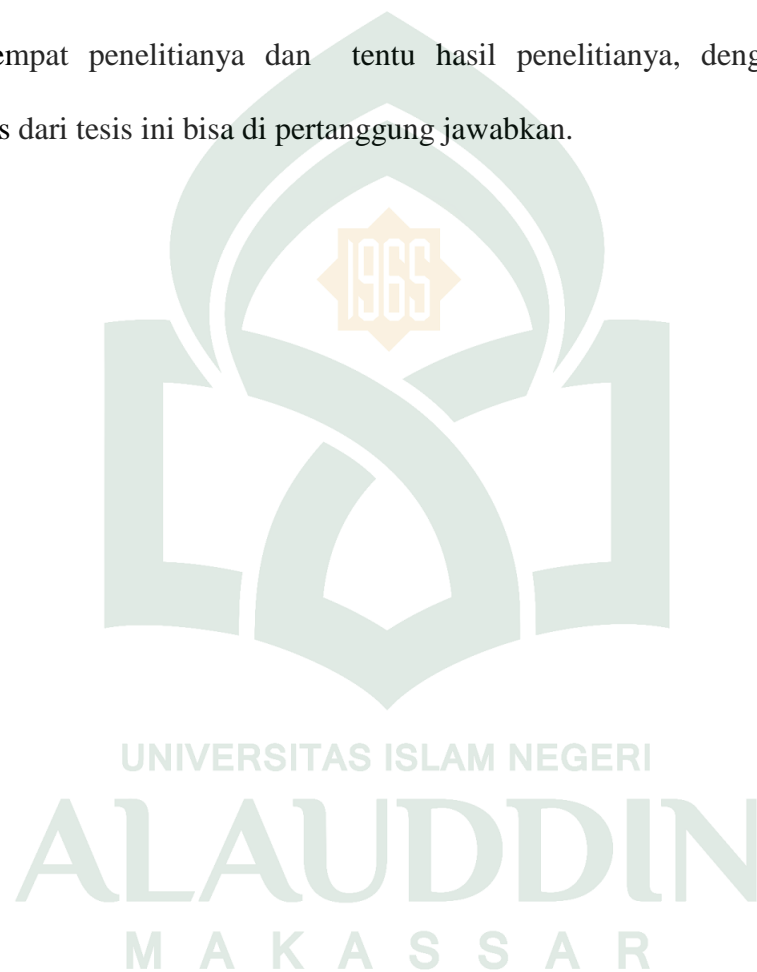 empat penelitianya dan tentu hasil penelitianya, deng
s dari tesis ini bisa di pertanggung jawabkan.
1965
UNIVERSITAS ISLAM NEGERI
ALAUDDIN
MAKASSAR